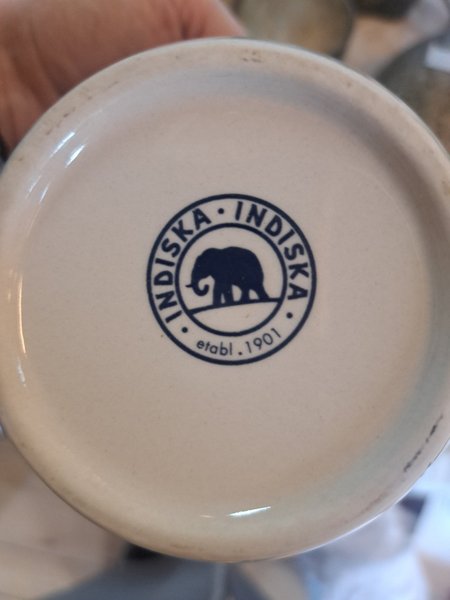 INDISKA · INDISKA ·
etabl. 1901 ·